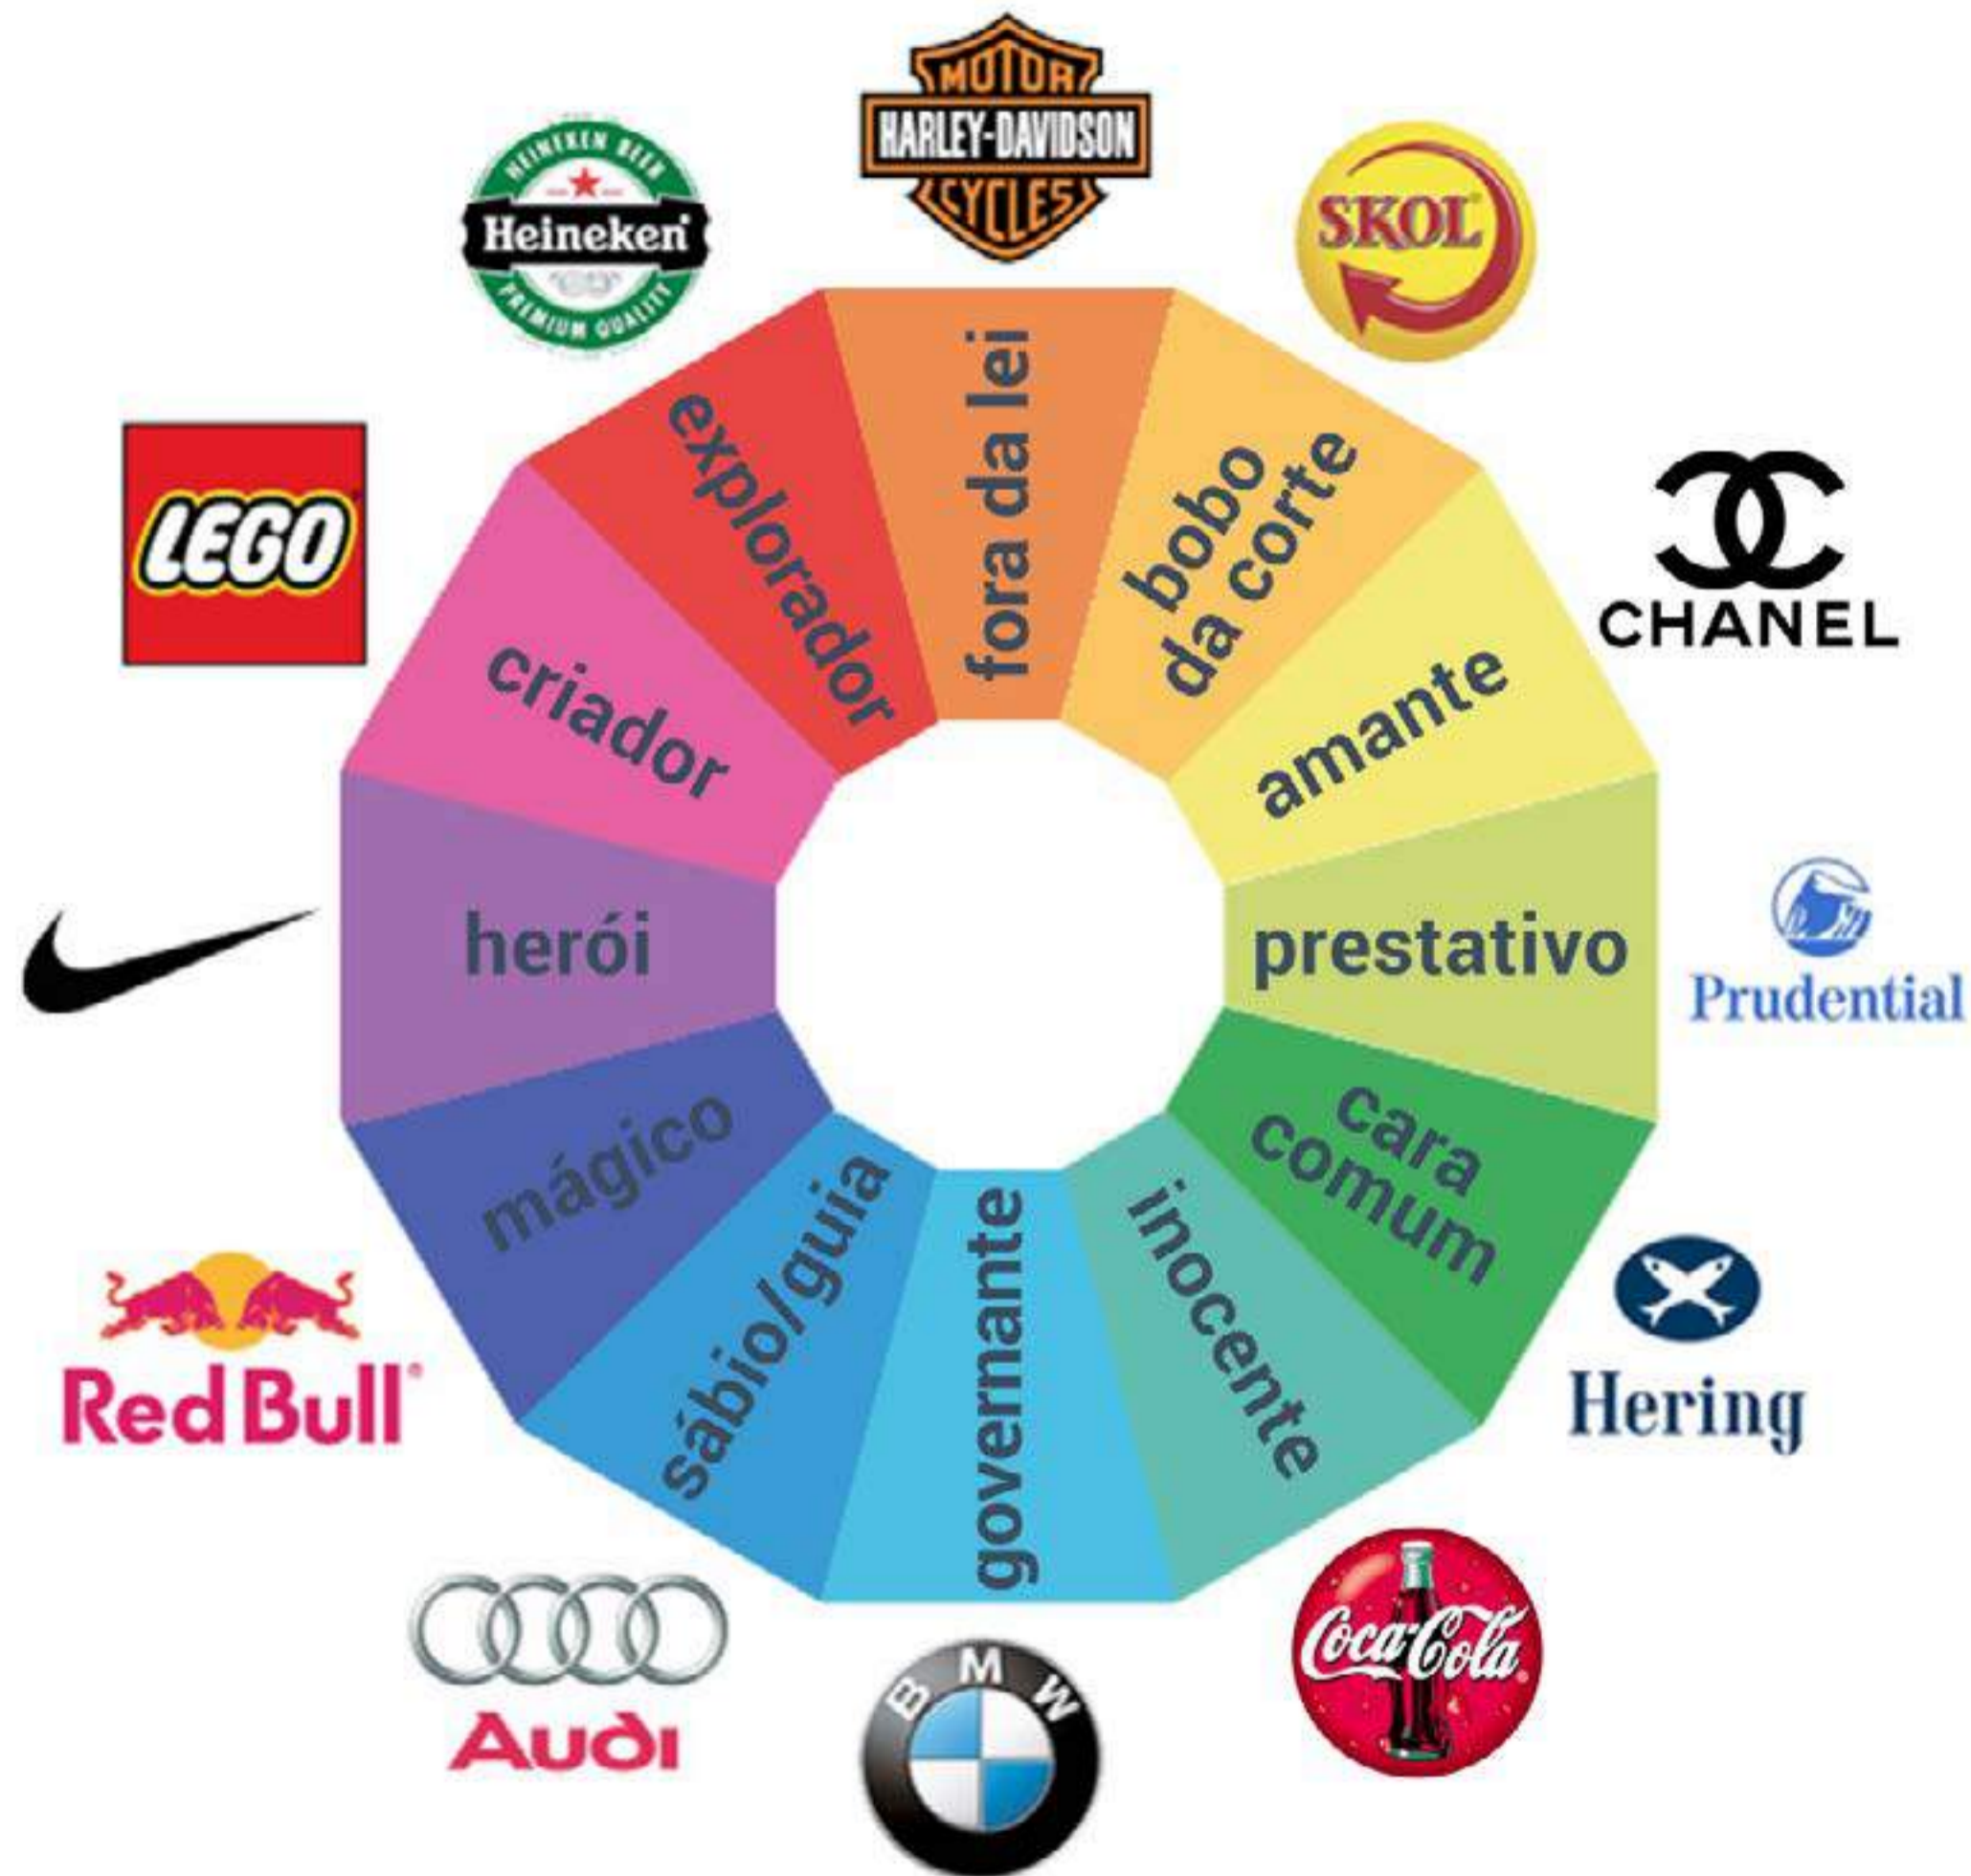 MOTOR
HARLEY-DAVIDSON
CYCLES
HEINEKEN BEER
Heineken
PREMIUM QUALITY
SKOL
LEGO
CHANEL
fora da lei
explorador
bobo
da corte
criador
amante
herói
prestativo
Prudential
mágico
cara
comum
sábio/guia
governante
inocente
Red Bull
Hering
Audi
BMW
Coca-Cola